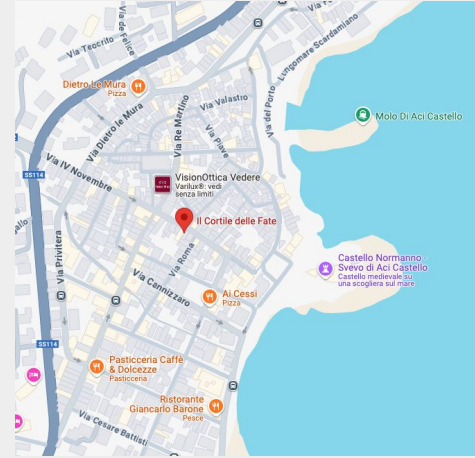 Via Teocrito
Via de Felice
Lungomare Scardamiano
Dietro Le Mura
Pizza
Via Dietro le Mura
Via Re Martino
Via Valastro
Via del Porto
Molo Di Aci Castello
Via Piave
Via IV Novembre
SS114
VisionOttica Vedere
Varilux®: vedi
senza limiti
Il Cortile delle Fate
Via Privitera
Via Roma
Castello Normanno
Svevo di Aci Castello
Castello medievale su
una scogliera sul mare
Via Cannizzaro
Ai Cessi
Pizza
SS114
Pasticceria Caffè
& Dolcezze
Pasticceria
Ristorante
Giancarlo Barone
Pesce
Via Cesare Battisti